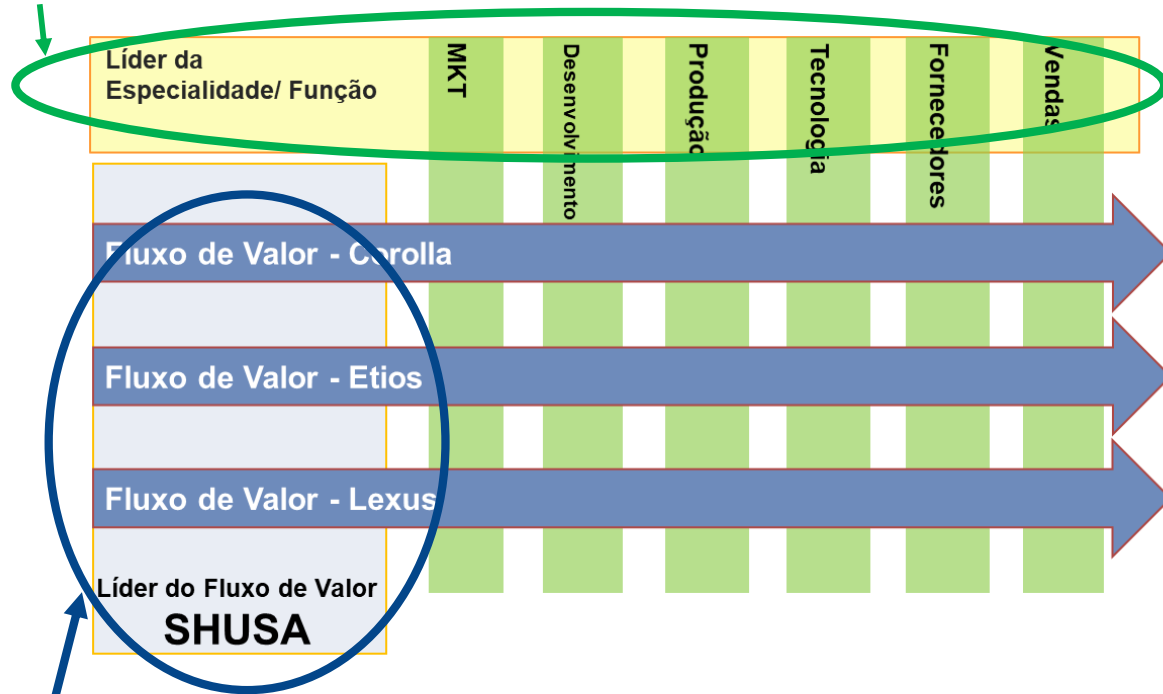 Líder da
Especialidade/ Função
MKT
Desenvolvimento
Produção
Tecnologia
Fornecedores
Vendas
Fluxo de Valor - Corolla
Fluxo de Valor - Etios
Fluxo de Valor - Lexus
Líder do Fluxo de Valor
SHUSA